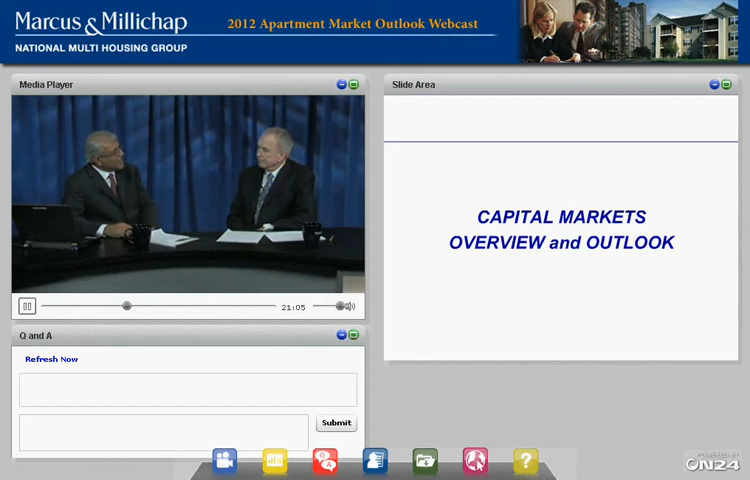 Marcus & Millichap
NATIONAL MULTI HOUSING GROUP
2012 Apartment Market Outlook Webcast
Media Player
Slide Area
CAPITAL MARKETS
OVERVIEW and OUTLOOK
21:05
Q and A
Refresh Now
Submit
Q
A
?
POWERED BY
ON24